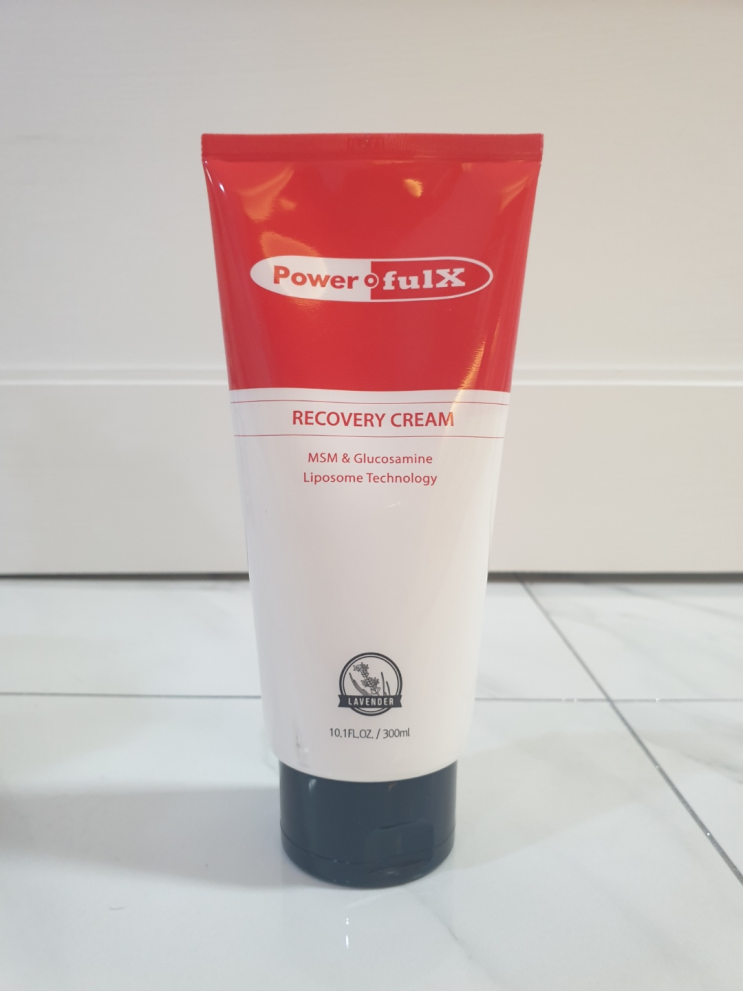 PowerfulX
RECOVERY CREAM
MSM & Glucosamine
Liposome Technology
LAVENDER
10.1FL.OZ. / 300ml